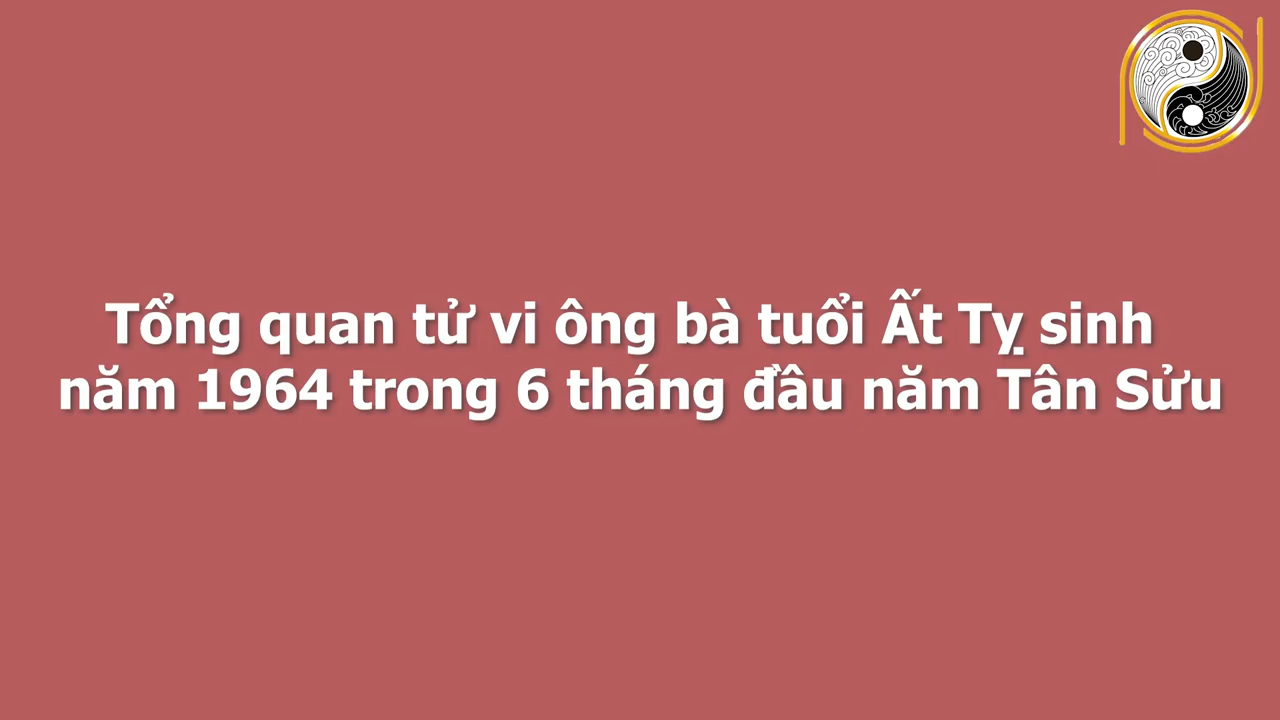 Tổng quan tử vi ông bà tuổi Ất Tỵ sinh
năm 1964 trong 6 tháng đầu năm Tân Sửu